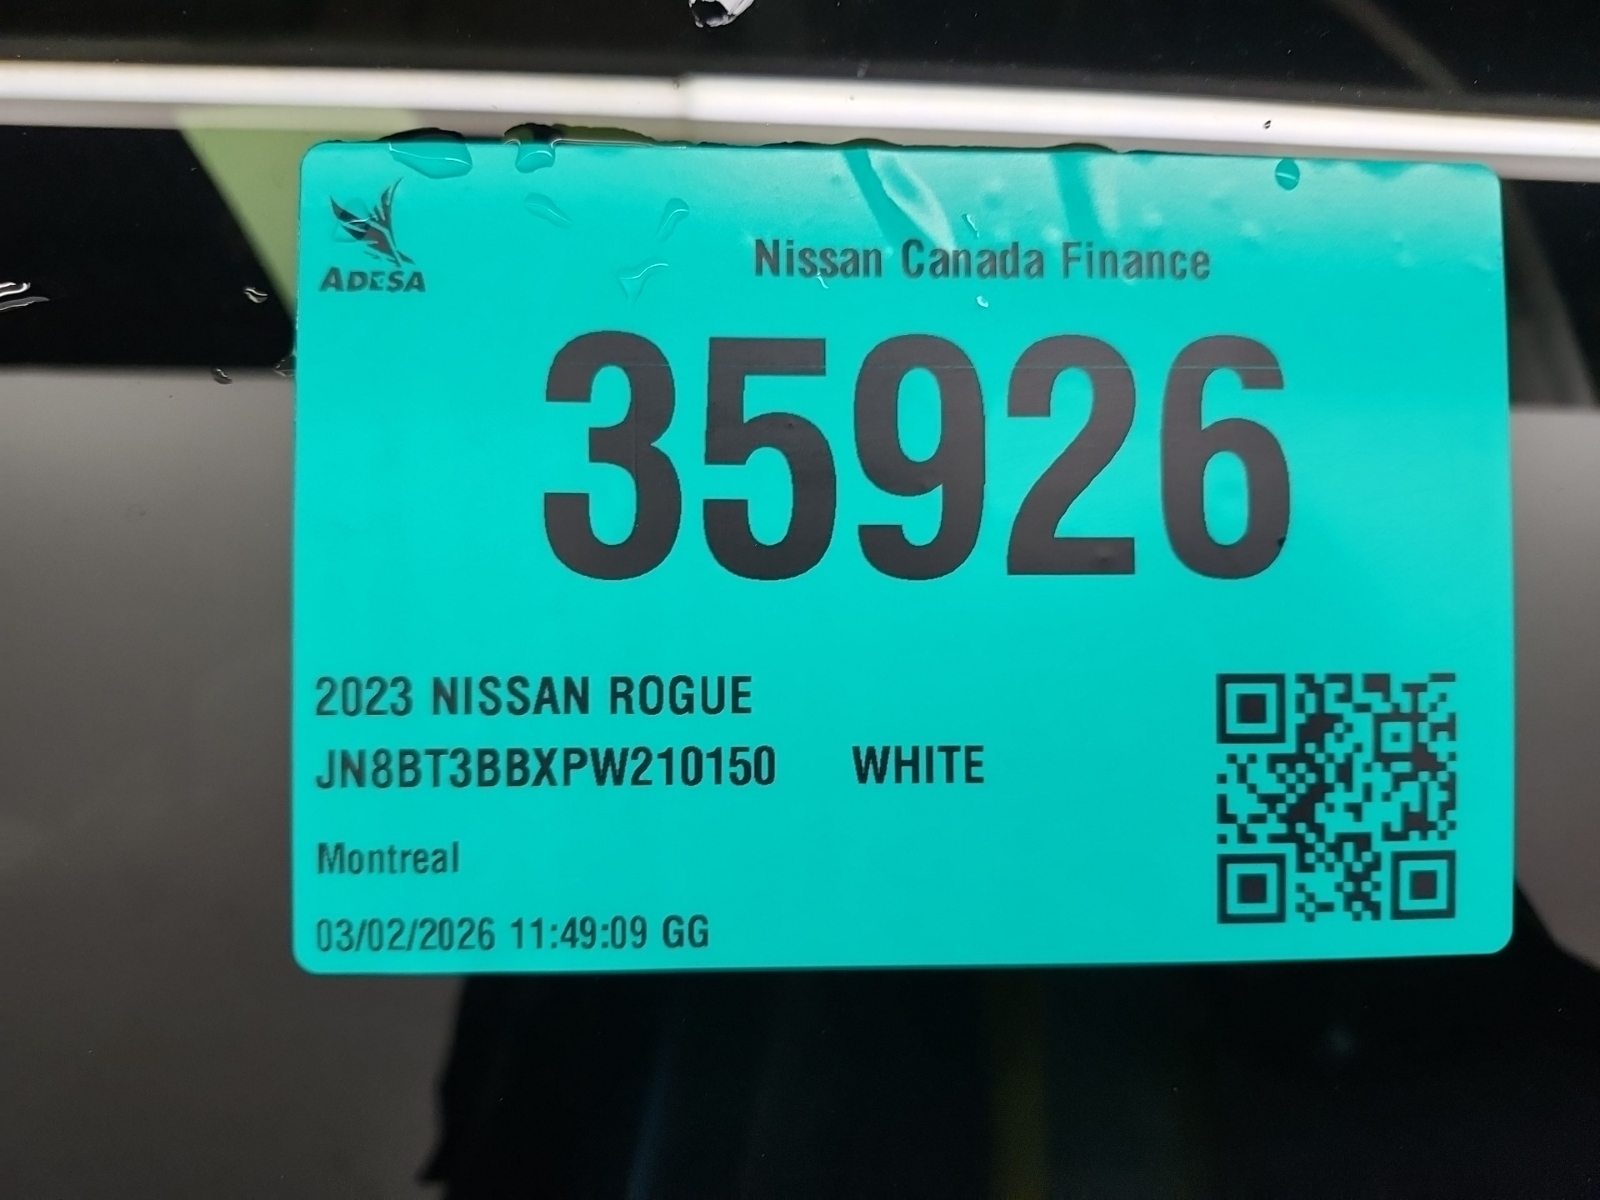 ADESA
Nissan Canada Finance
35926
2023 NISSAN ROGUE
JN8BT3BBXPW210150 WHITE
Montreal
03/02/2026 11:49:09 GG